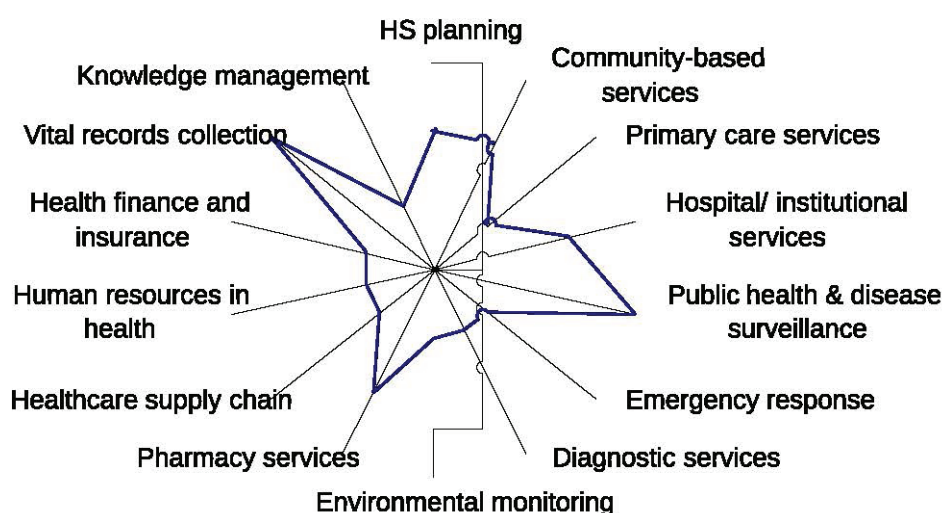 HS planning
Community-based
services
Knowledge management
Vital records collection
Primary care services
Health finance and
insurance
Hospital/ institutional
services
Human resources in
health
Public health & disease
surveillance
Healthcare supply chain
Emergency response
Pharmacy services
Diagnostic services
Environmental monitoring